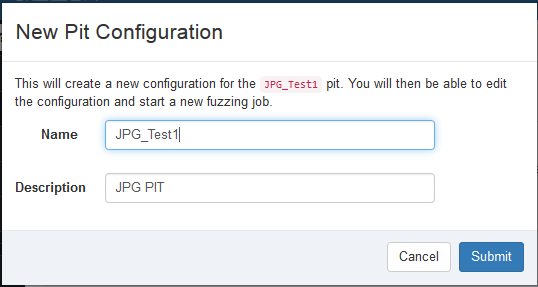 New Pit Configuration
This will create a new configuration for the JPG_Test1 pit. You will then be able to edit
the configuration and start a new fuzzing job.
Name JPG_Test1
Description JPG PIT
Cancel Submit